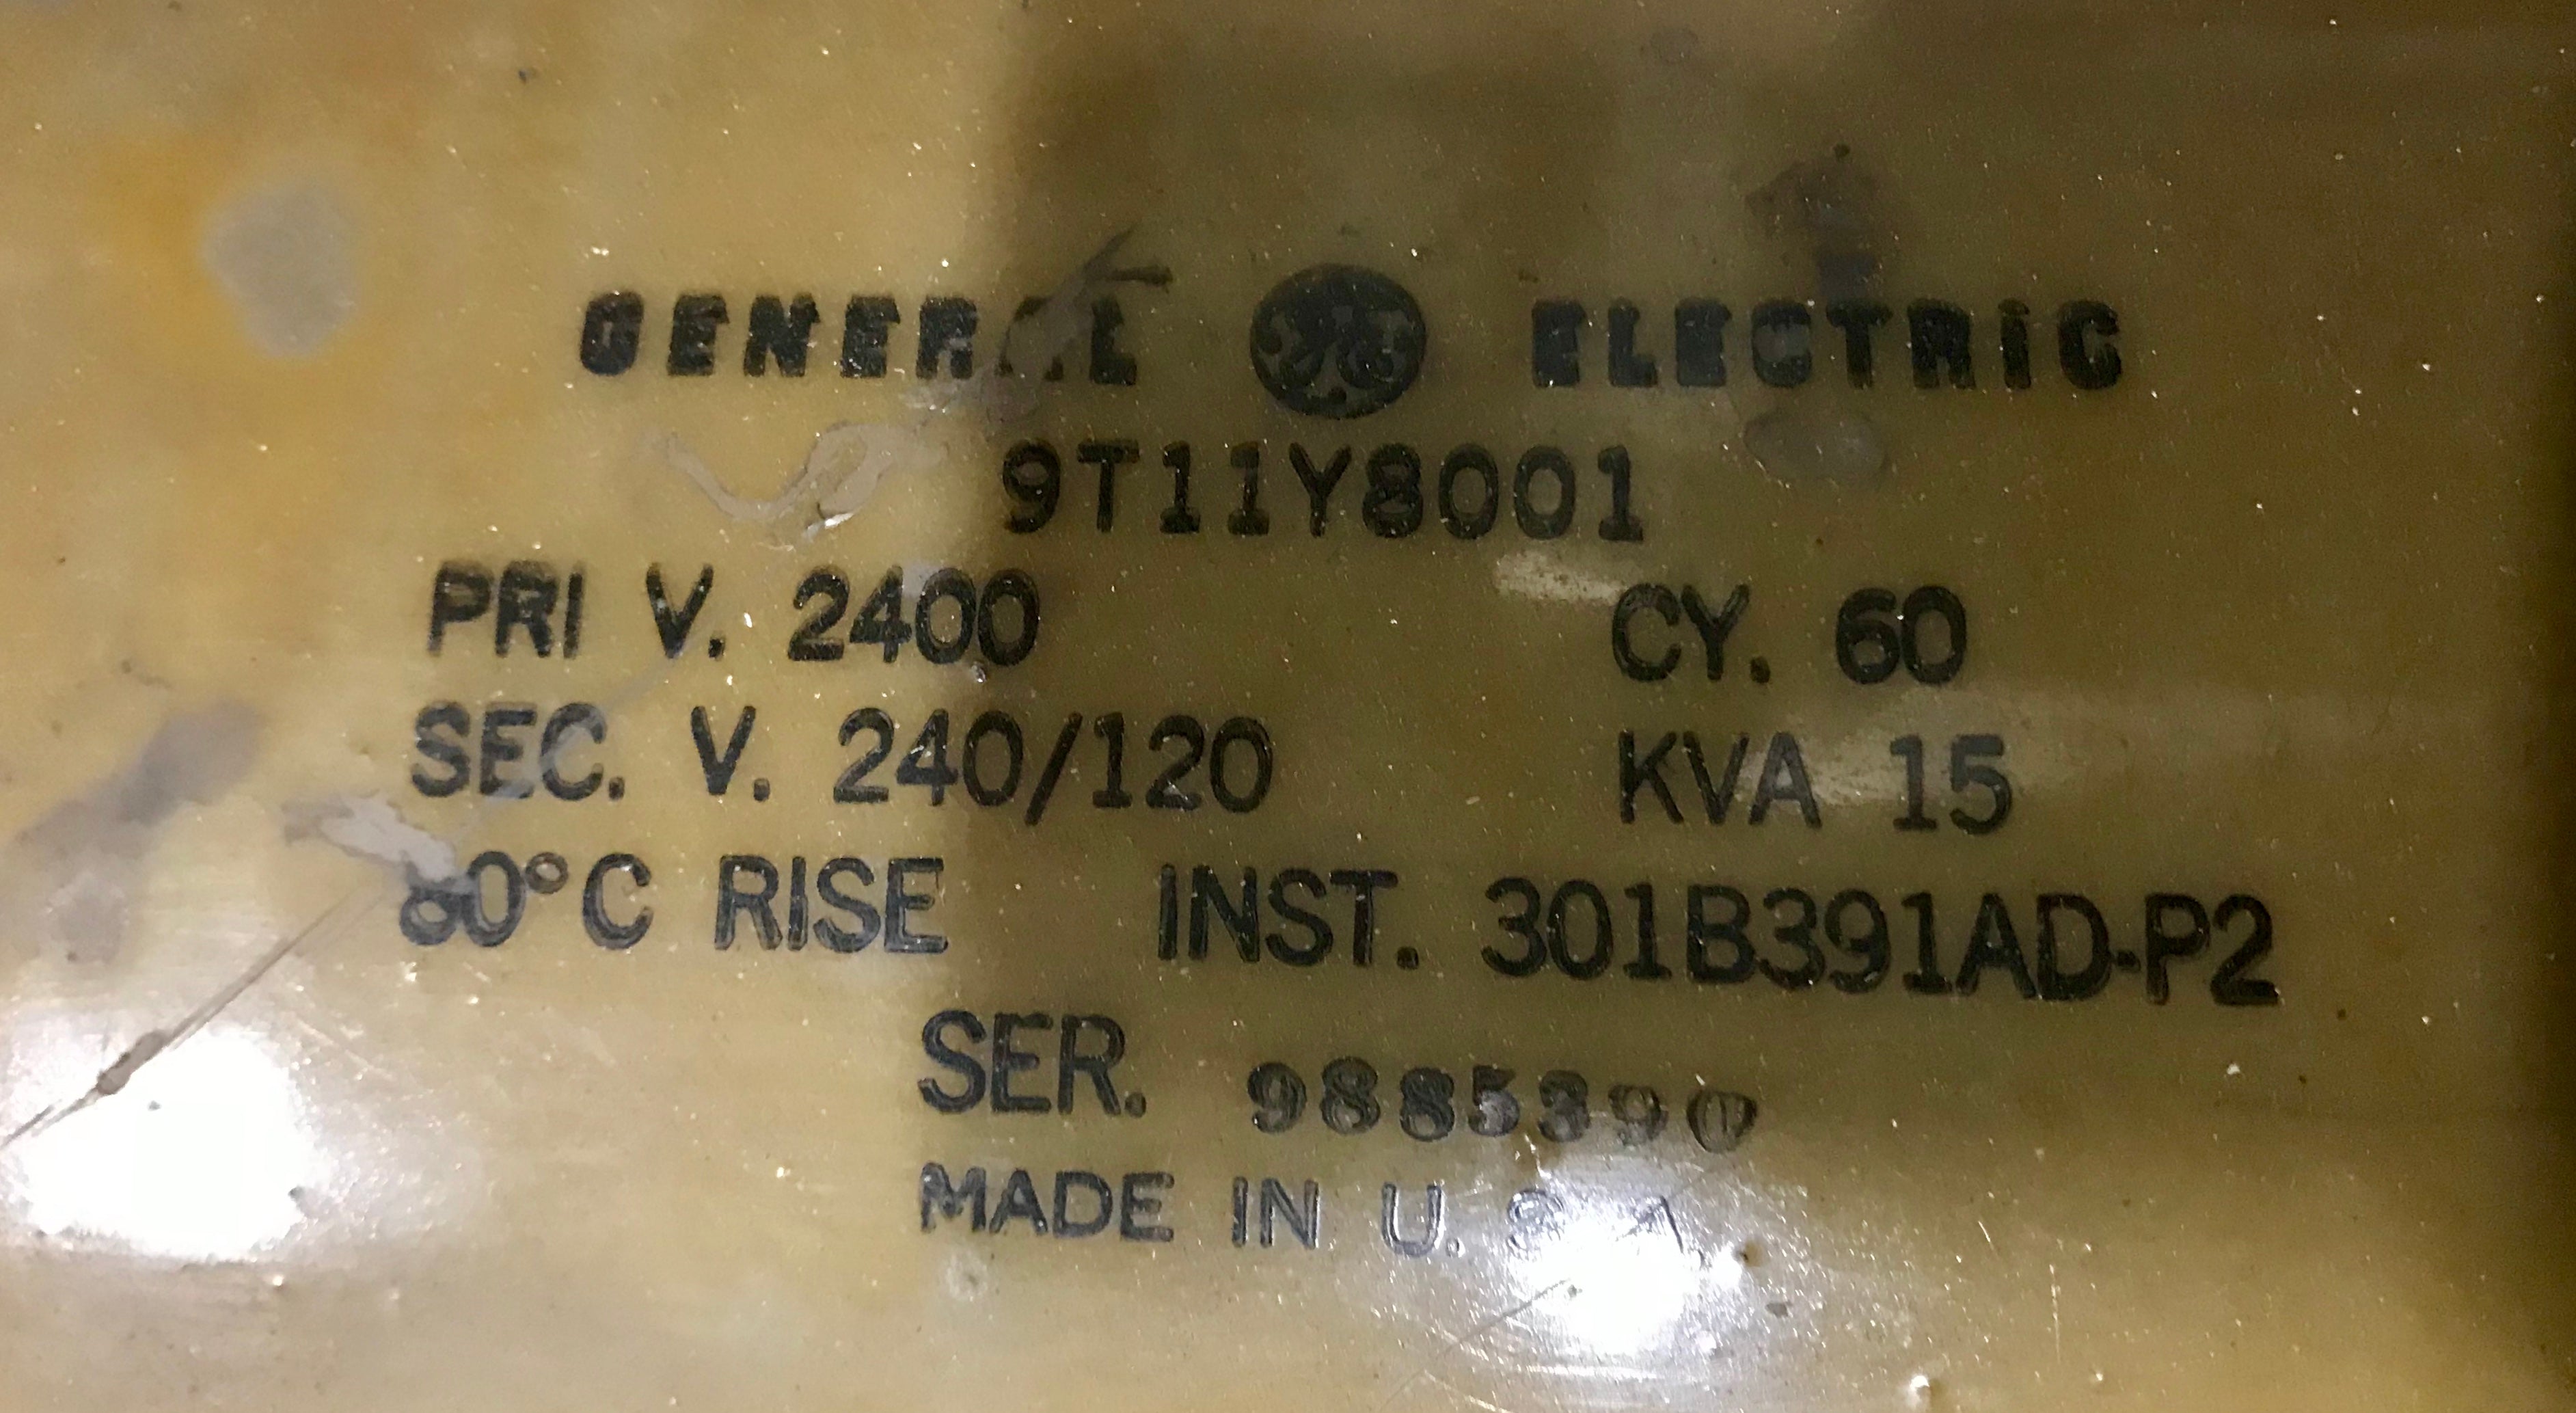 GENERAL GE ELECTRIC
9T11Y8001
PRI V. 2400 CY. 60
SEC. V. 240/120 KVA 15
80°C RISE INST. 301B391AD-P2
SER.
MADE IN U.S.A.